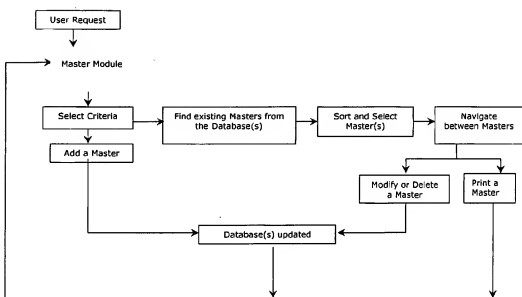 User Request
Master Module
Select Criteria
Find existing Masters from
the Database(s)
Sort and Select
Master(s)
Navigate
between Masters
Add a Master
Modify or Delete
a Master
Print a
Master
Database(s) updated